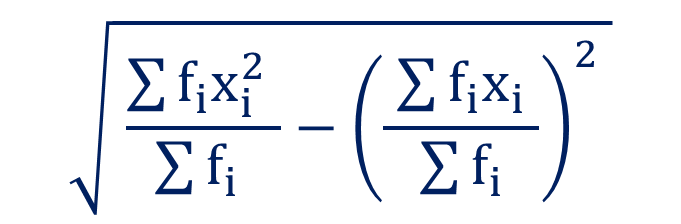 √(∑ fᵢxᵢ² / ∑ fᵢ − (∑ fᵢxᵢ / ∑ fᵢ)²)